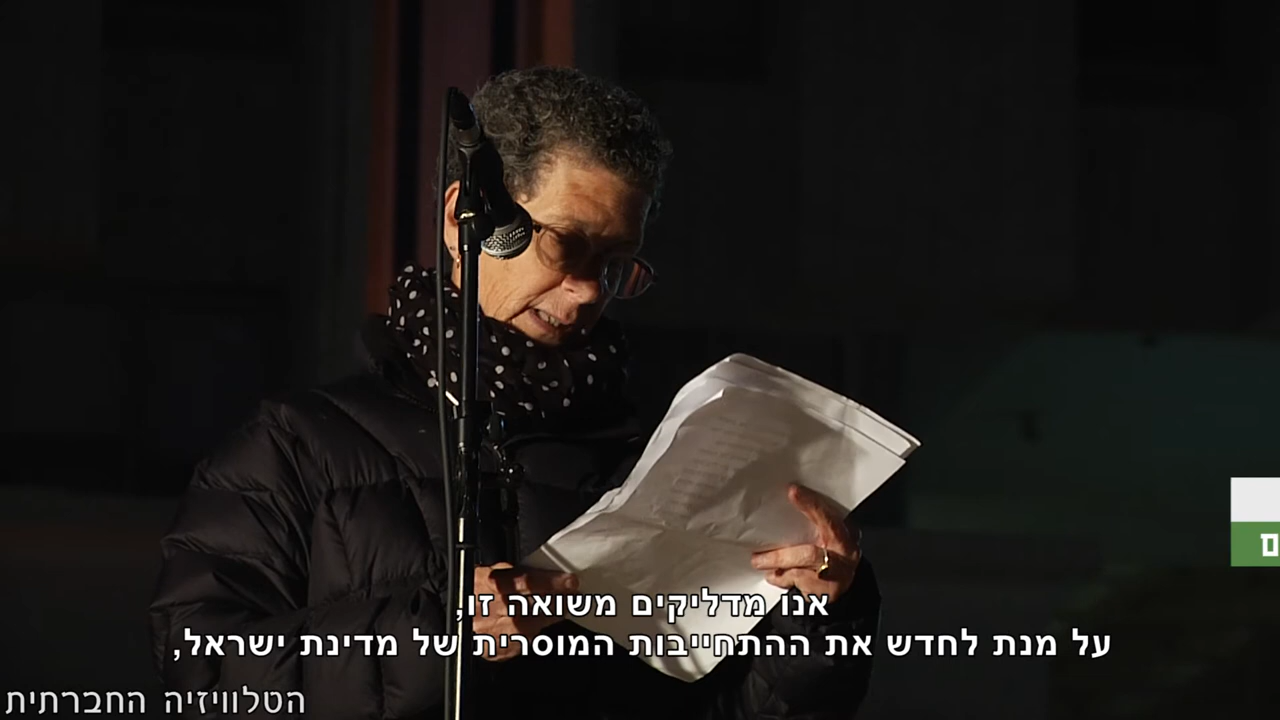 אנו מדליקים משואה זו,
על מנת לחדש את ההתחייבות המוסרית של מדינת ישראל,
הטלוויזיה החברתית